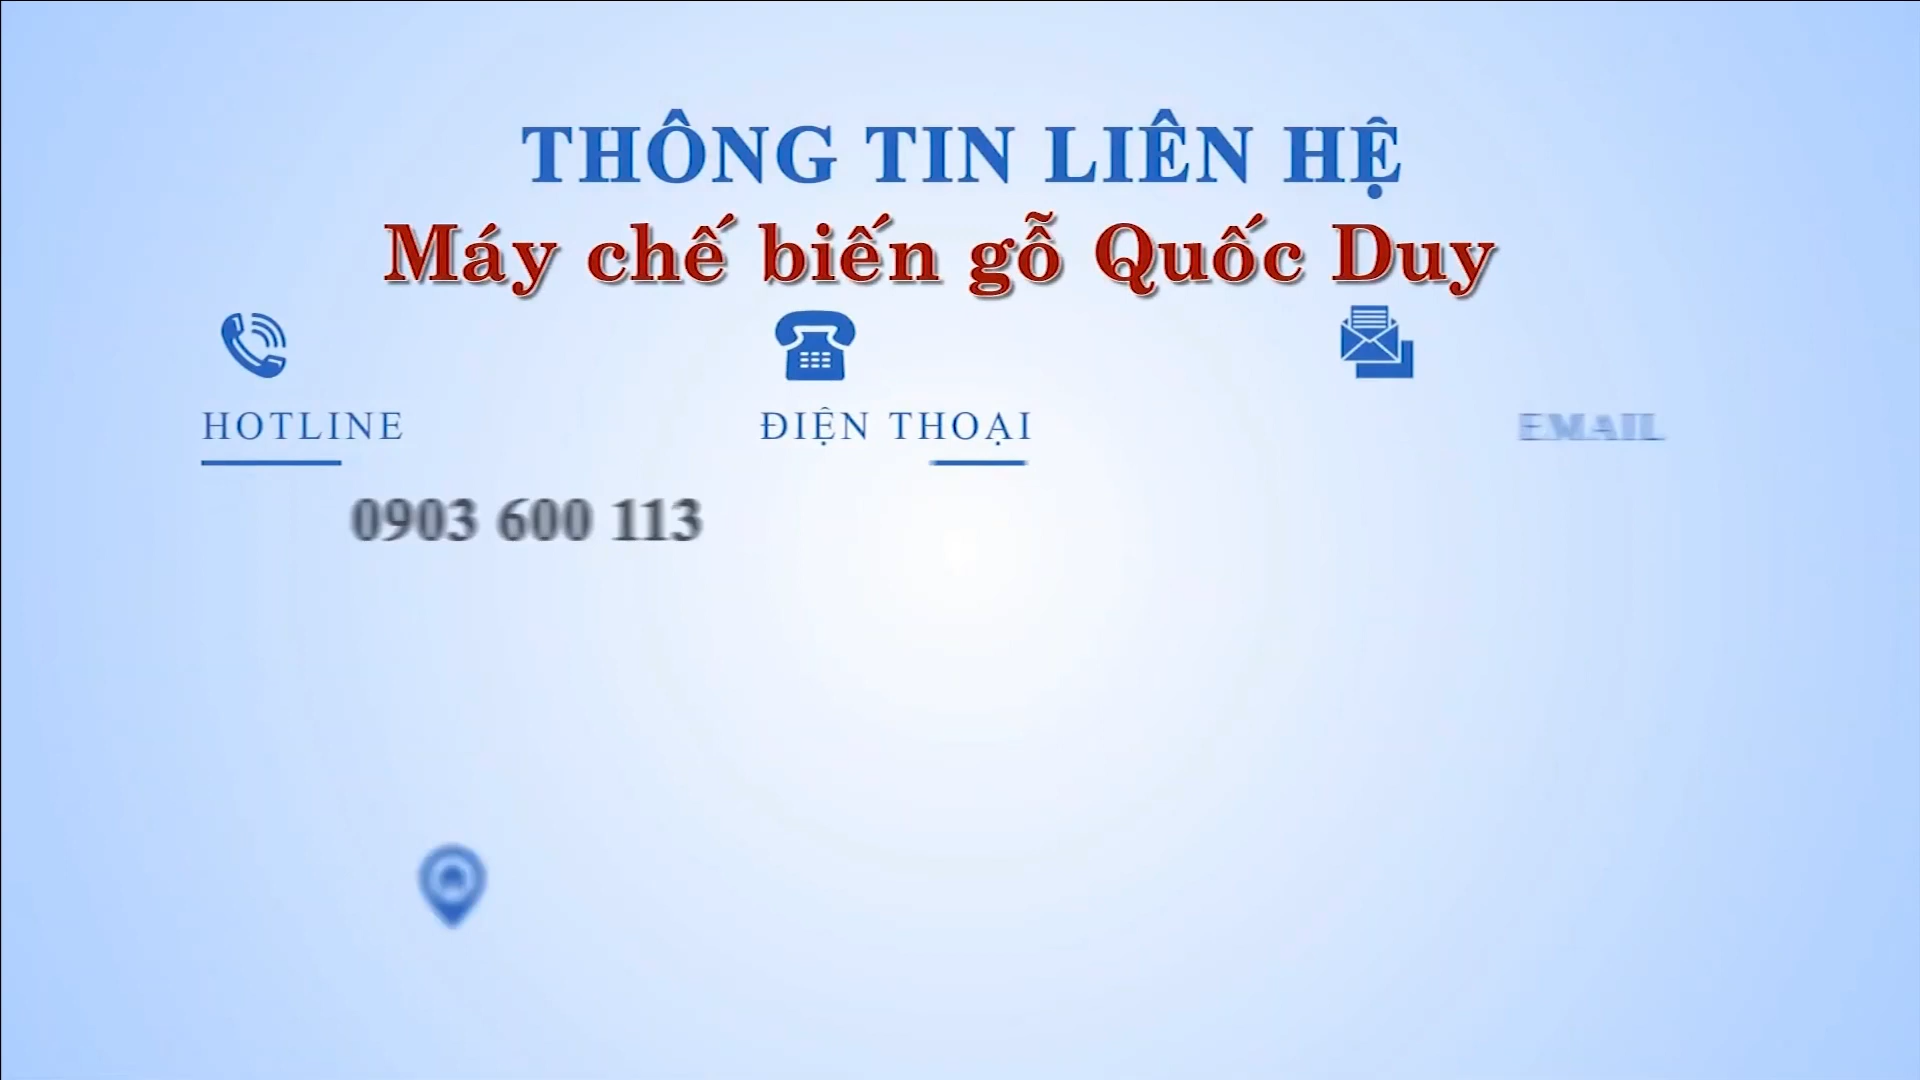 THÔNG TIN LIÊN HỆ
Máy chế biến gỗ Quốc Duy
HOTLINE
ĐIỆN THOẠI
EMAIL
0903 600 113